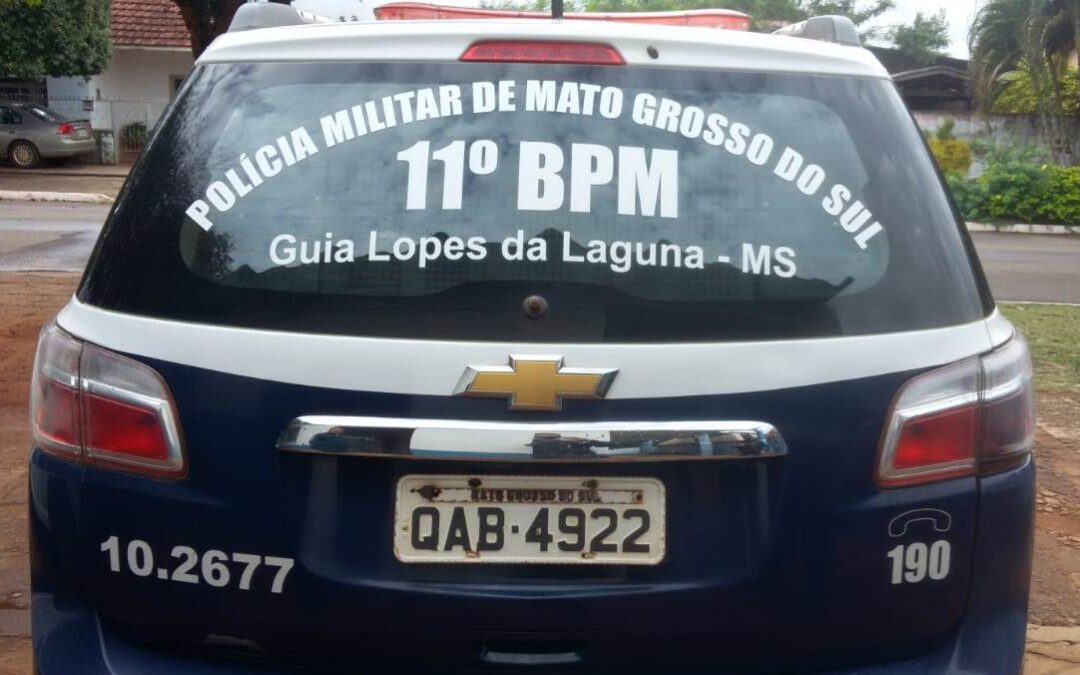 POLÍCIA MILITAR DE MATO GROSSO DO SUL
11º BPM
Guia Lopes da Laguna - MS
MATO GROSSO DO SUL
QAB·4922
10.2677
190